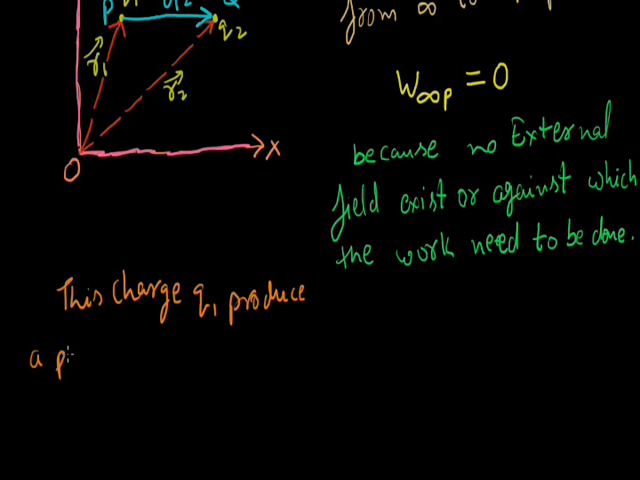 from ∞ to
W∞p = 0
because no External
field exist or against which
the work need to be done.
q2
r1
r2
X
O
This Charge q1 produce
a p